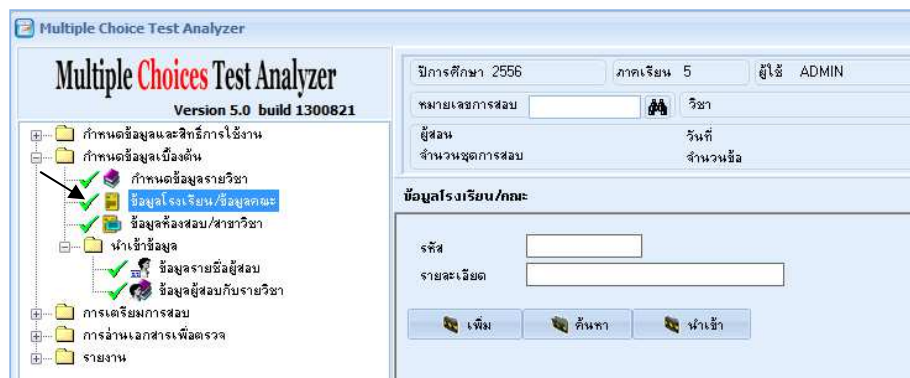 Multiple Choice Test Analyzer
Multiple Choices Test Analyzer
Version 5.0 build 1300821
กำหนดข้อมูลและสิทธิ์การใช้งาน
กำหนดข้อมูลเบื้องต้น
กำหนดข้อมูลรายวิชา
ข้อมูลโรงเรียน/ข้อมูลคณะ
ข้อมูลห้องสอบ/สาขาวิชา
นำเข้าข้อมูล
ข้อมูลรายชื่อผู้สอบ
ข้อมูลผู้สอบกับรายวิชา
การเตรียมการสอบ
การอ่านเอกสารเพื่อตรวจ
รายงาน
ปีการศึกษา 2556 ภาคเรียน 5 ผู้ใช้ ADMIN
หมายเลขการสอบ วิชา
ผู้สอน วันที่
จำนวนชุดการสอบ จำนวนข้อ
ข้อมูลโรงเรียน/คณะ
รหัส
รายละเอียด
เพิ่ม ค้นหา นำเข้า